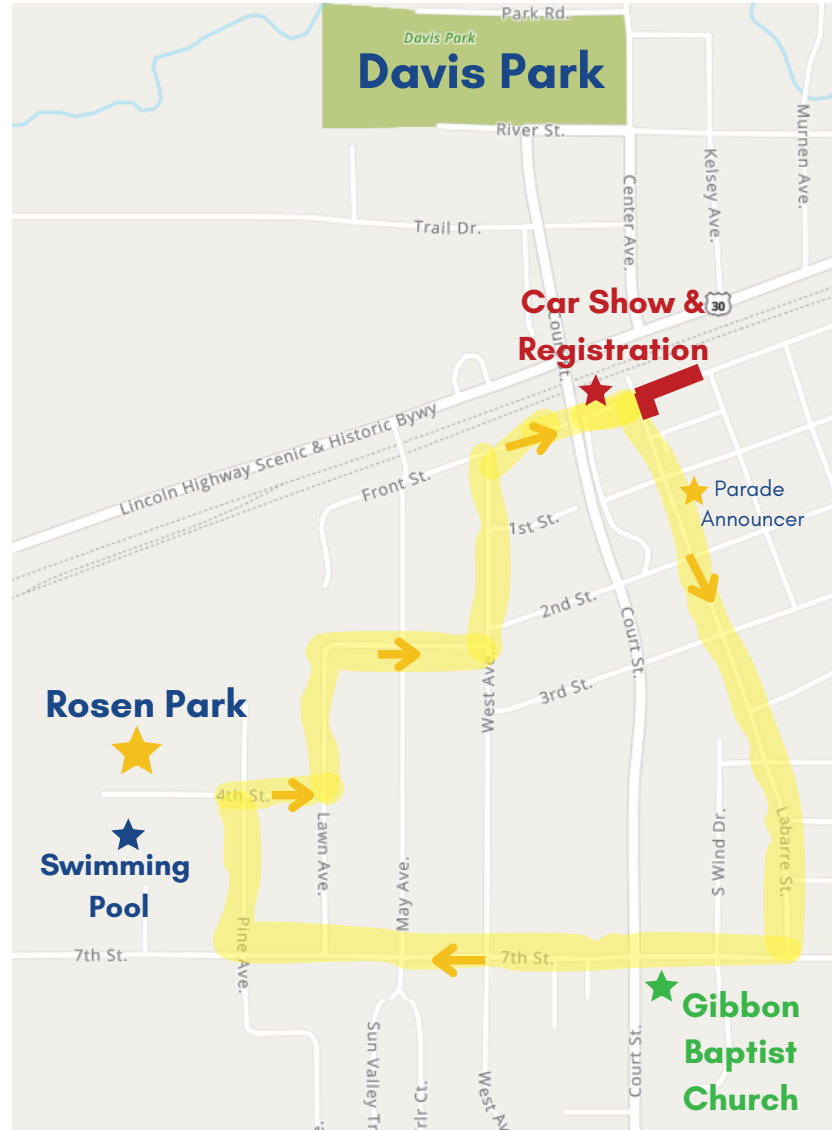 Park Rd.
Davis Park
Davis Park
River St.
Murnen Ave.
Kelsey Ave.
Center Ave.
Trail Dr.
Car Show &
Registration
30
Court St.
Lincoln Highway Scenic & Historic Bywy
Front St.
Parade
Announcer
1st St.
2nd St.
Court St.
3rd St.
West Ave.
Rosen Park
4th St.
Lawn Ave.
May Ave.
S Wind Dr.
Labarre St.
Swimming
Pool
Pine Ave.
7th St.
7th St.
Gibbon
Baptist
Church
Sun Valley
Ct.
West
Court St.